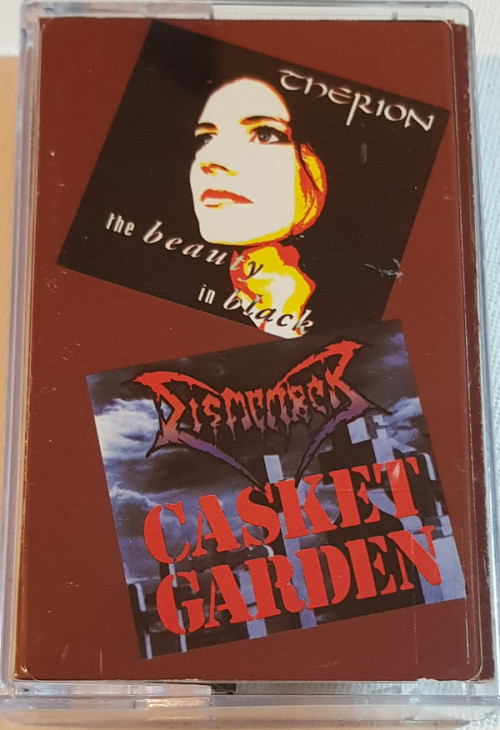 THERION
the beauty
in black
DISMEMBER
CASKET
GARDEN